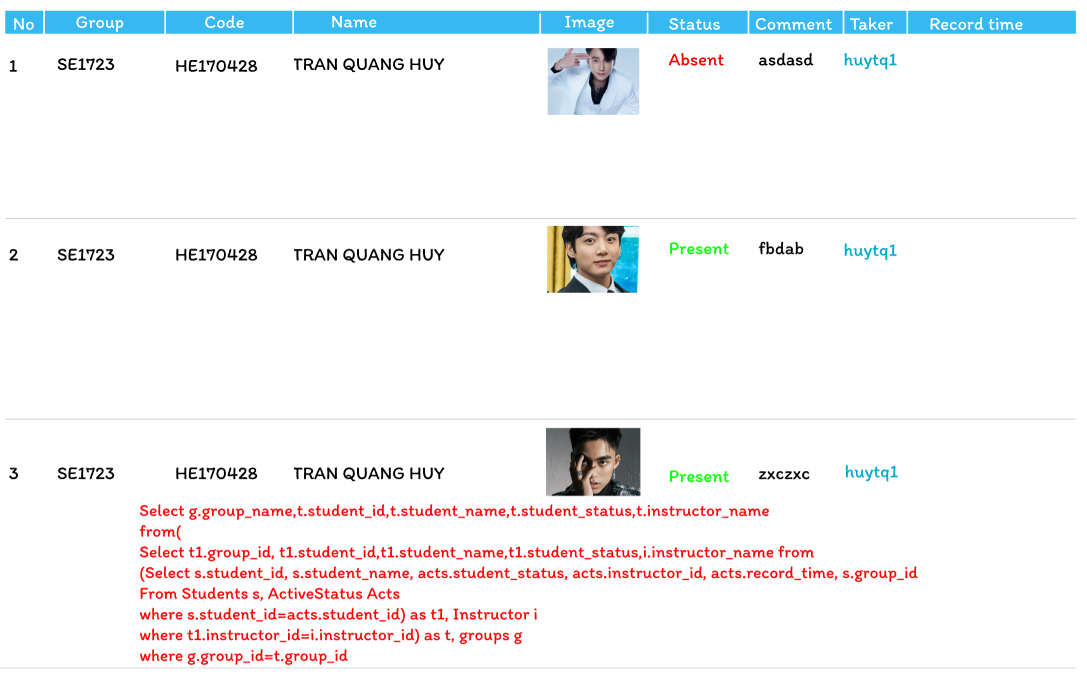 No Group Code Name Image Status Comment Taker Record time
1 SE1723 HE170428 TRAN QUANG HUY Absent asdasd huytq1
2 SE1723 HE170428 TRAN QUANG HUY Present fbdab huytq1
3 SE1723 HE170428 TRAN QUANG HUY Present zxczxc huytq1
Select g.group_name,t.student_id,t.student_name,t.student_status,t.instructor_name
from(
Select t1.group_id, t1.student_id,t1.student_name,t1.student_status,i.instructor_name from
(Select s.student_id, s.student_name, acts.student_status, acts.instructor_id, acts.record_time, s.group_id
From Students s, ActiveStatus Acts
where s.student_id=acts.student_id) as t1, Instructor i
where t1.instructor_id=i.instructor_id) as t, groups g
where g.group_id=t.group_id